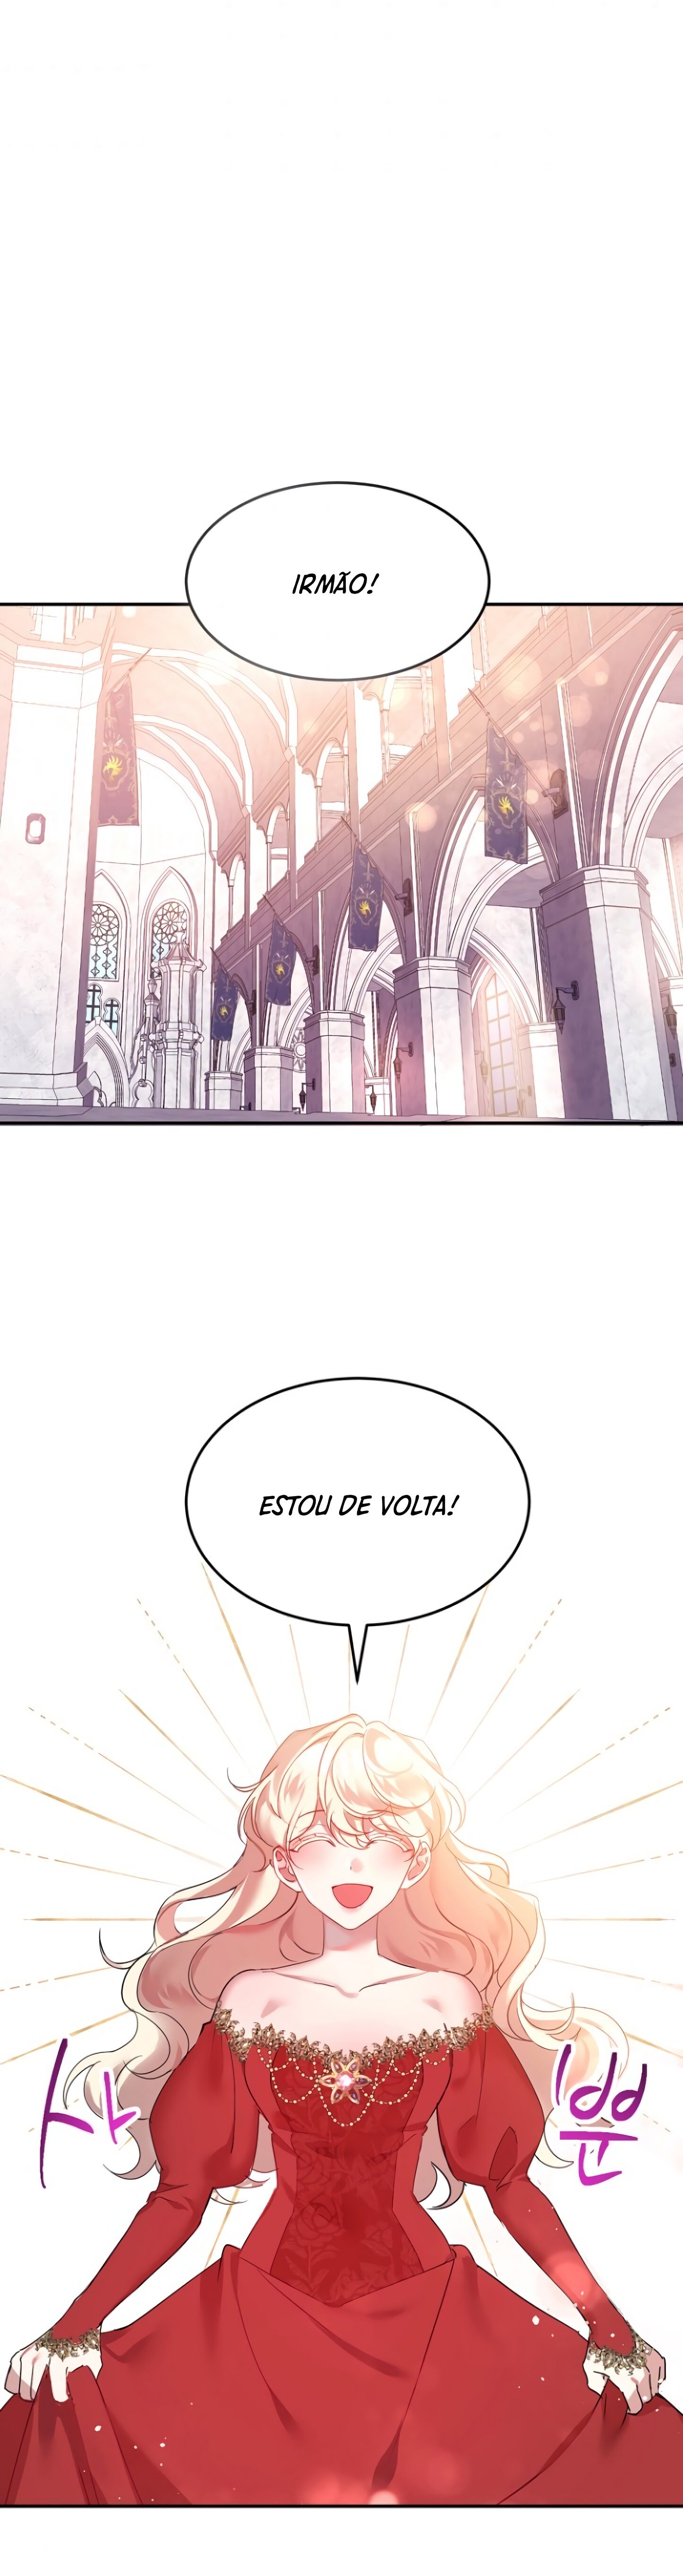 IRMÃO!
ESTOU DE VOLTA!
사
뿐